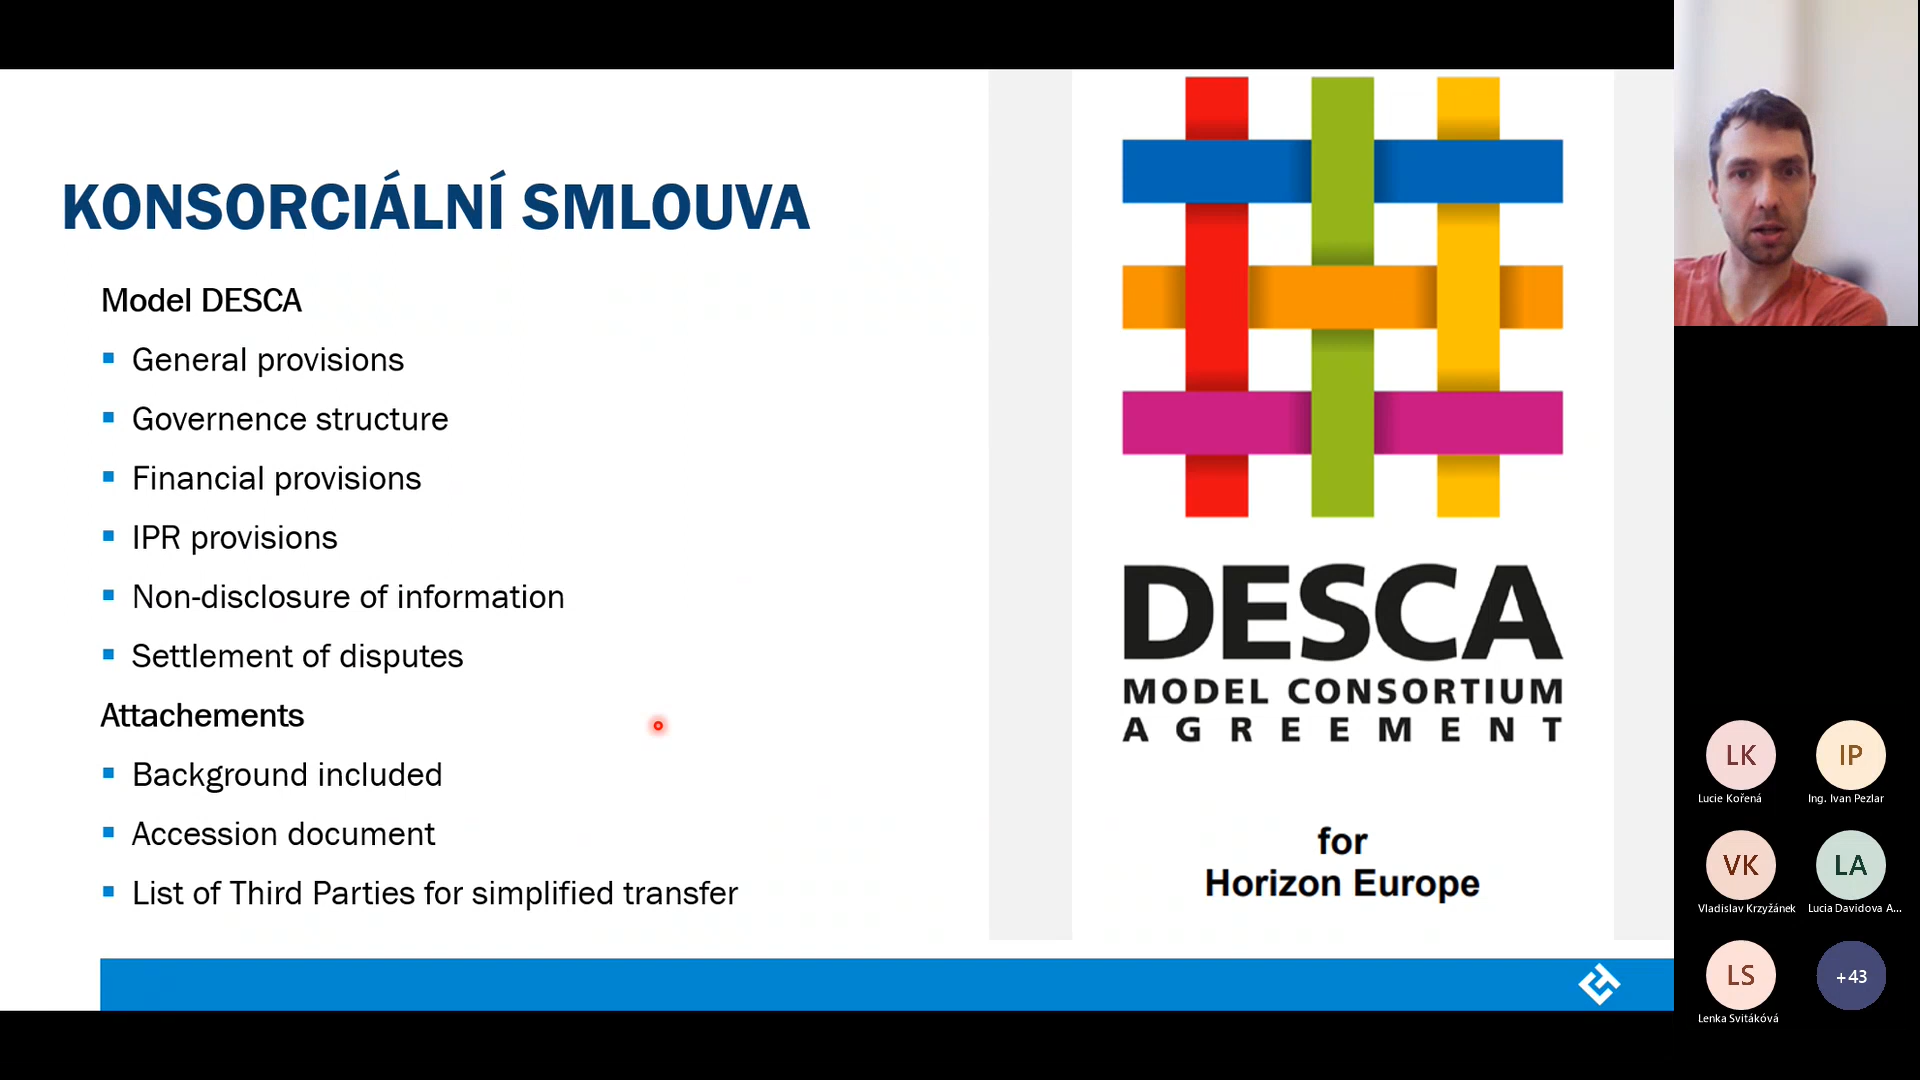 KONSORCIÁLNÍ SMLOUVA
Model DESCA
General provisions
Governence structure
Financial provisions
IPR provisions
Non-disclosure of information
Settlement of disputes
Attachements
Background included
Accession document
List of Third Parties for simplified transfer
DESCA
MODEL CONSORTIUM
AGREEMENT
for
Horizon Europe
LK
IP
Lucie Kořená
Ing. Ivan Pezlar
VK
LA
Vladislav Krzyžánek
Lucia Davidova A...
LS
+43
Lenka Svitáková